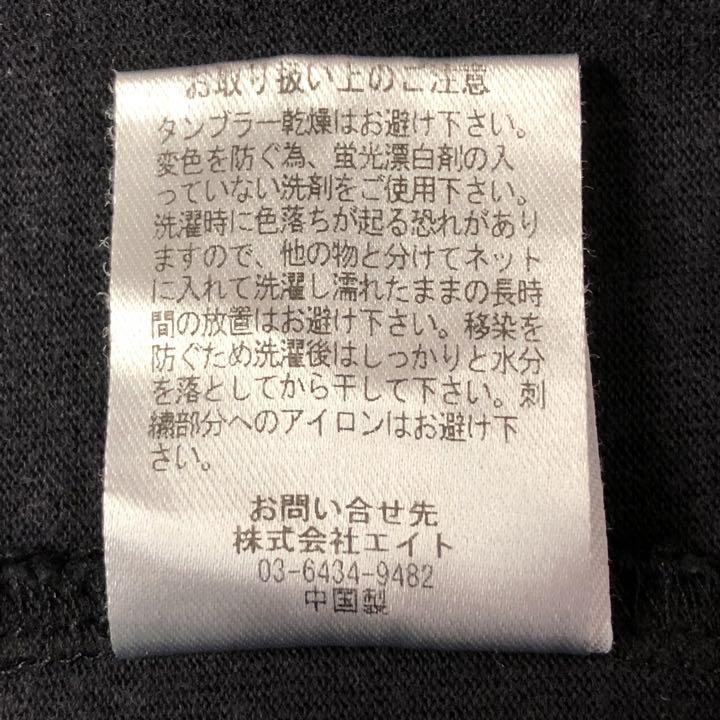 お取り扱い上のご注意
タンブラー乾燥はお避け下さい。
変色を防ぐ為、蛍光漂白剤の入
っていない洗剤をご使用下さい。
洗濯時に色落ちが起る恐れがあり
ますので、他の物と分けてネット
に入れて洗濯し濡れたままの長時
間の放置はお避け下さい。移染を
防ぐため洗濯後はしっかりと水分
を落としてから干して下さい。刺
繍部分へのアイロンはお避け下
さい。
お問い合せ先
株式会社エイト
03-6434-9482
中国製